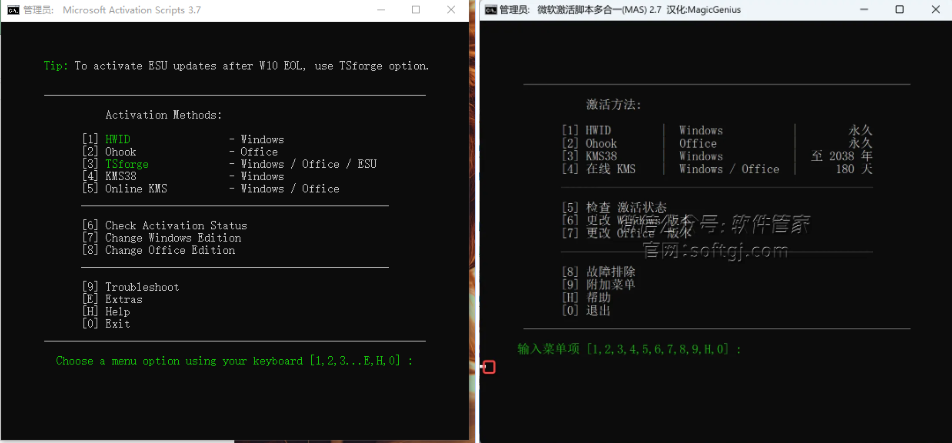 管理员: Microsoft Activation Scripts 3.7
Tip: To activate ESU updates after W10 EOL, use TSforge option.
Activation Methods:
[1] HWID - Windows
[2] Ohook - Office
[3] TSforge - Windows / Office / ESU
[4] KMS38 - Windows
[5] Online KMS - Windows / Office
[6] Check Activation Status
[7] Change Windows Edition
[8] Change Office Edition
[9] Troubleshoot
[E] Extras
[H] Help
[0] Exit
Choose a menu option using your keyboard [1,2,3...E,H,0] :
管理员: 微软激活脚本多合一(MAS) 2.7 汉化:MagicGenius
激活方法:
[1] HWID | Windows | 永久
[2] Ohook | Office | 永久
[3] KMS38 | Windows | 至 2038 年
[4] 在线 KMS | Windows / Office | 180 天
[5] 检查 激活状态
[6] 更改 Windows 版本
[7] 更改 Office 版本
微信公众号:软件管家
官网:softgj.com
[8] 故障排除
[9] 附加菜单
[H] 帮助
[0] 退出
输入菜单项 [1,2,3,4,5,6,7,8,9,H,0] :